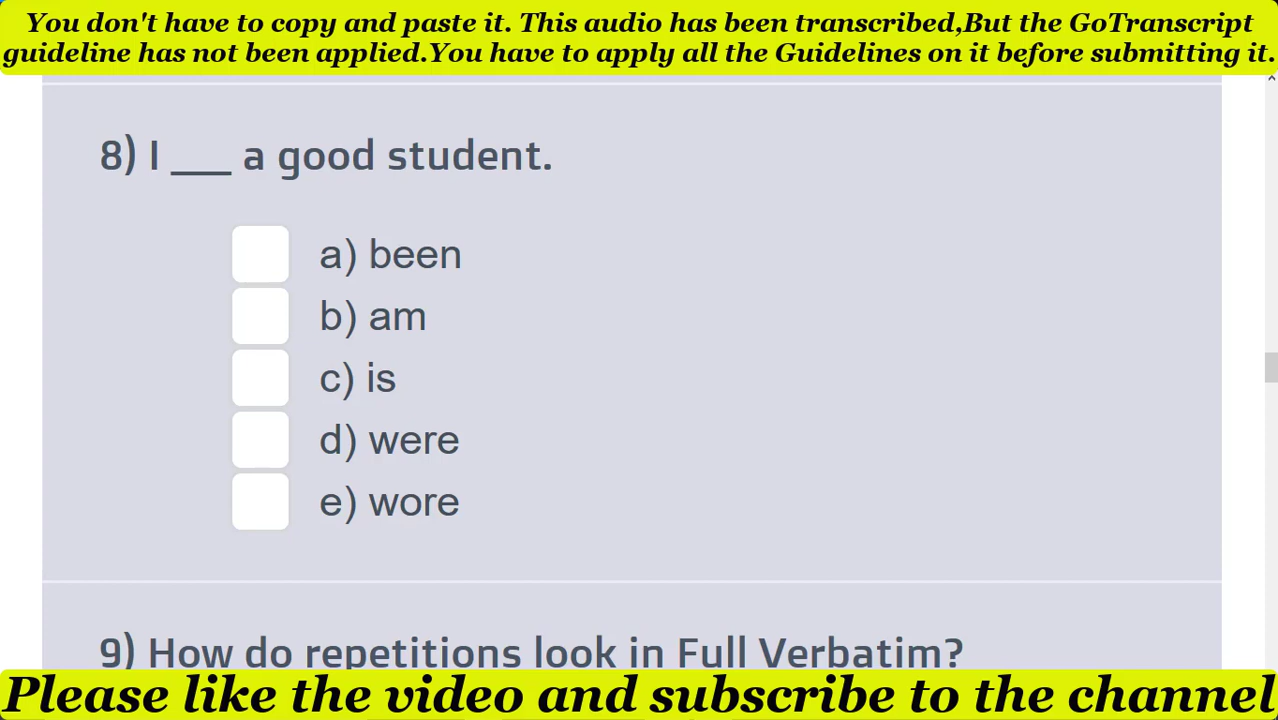 You don't have to copy and paste it. This audio has been transcribed,But the GoTranscript
guideline has not been applied.You have to apply all the Guidelines on it before submitting it.
8) I ___ a good student.
a) been
b) am
c) is
d) were
e) wore
9) How do repetitions look in Full Verbatim?
Please like the video and subscribe to the channel